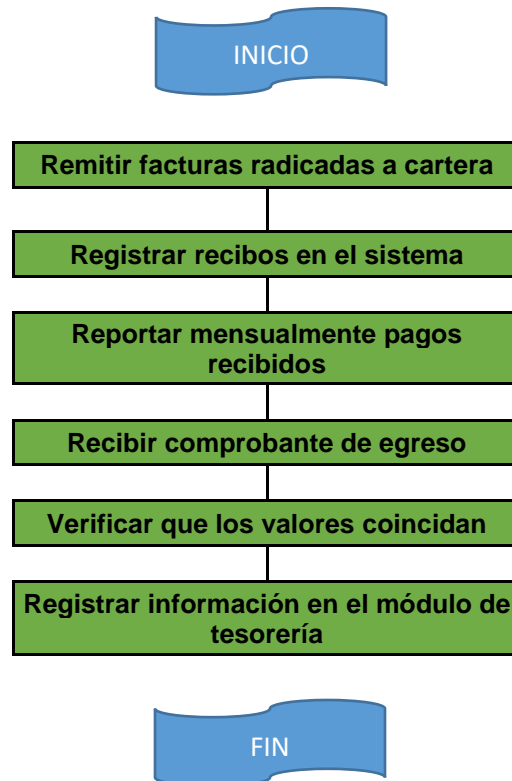 INICIO
Remitir facturas radicadas a cartera
Registrar recibos en el sistema
Reportar mensualmente pagos
recibidos
Recibir comprobante de egreso
Verificar que los valores coincidan
Registrar información en el módulo de
tesorería
FIN